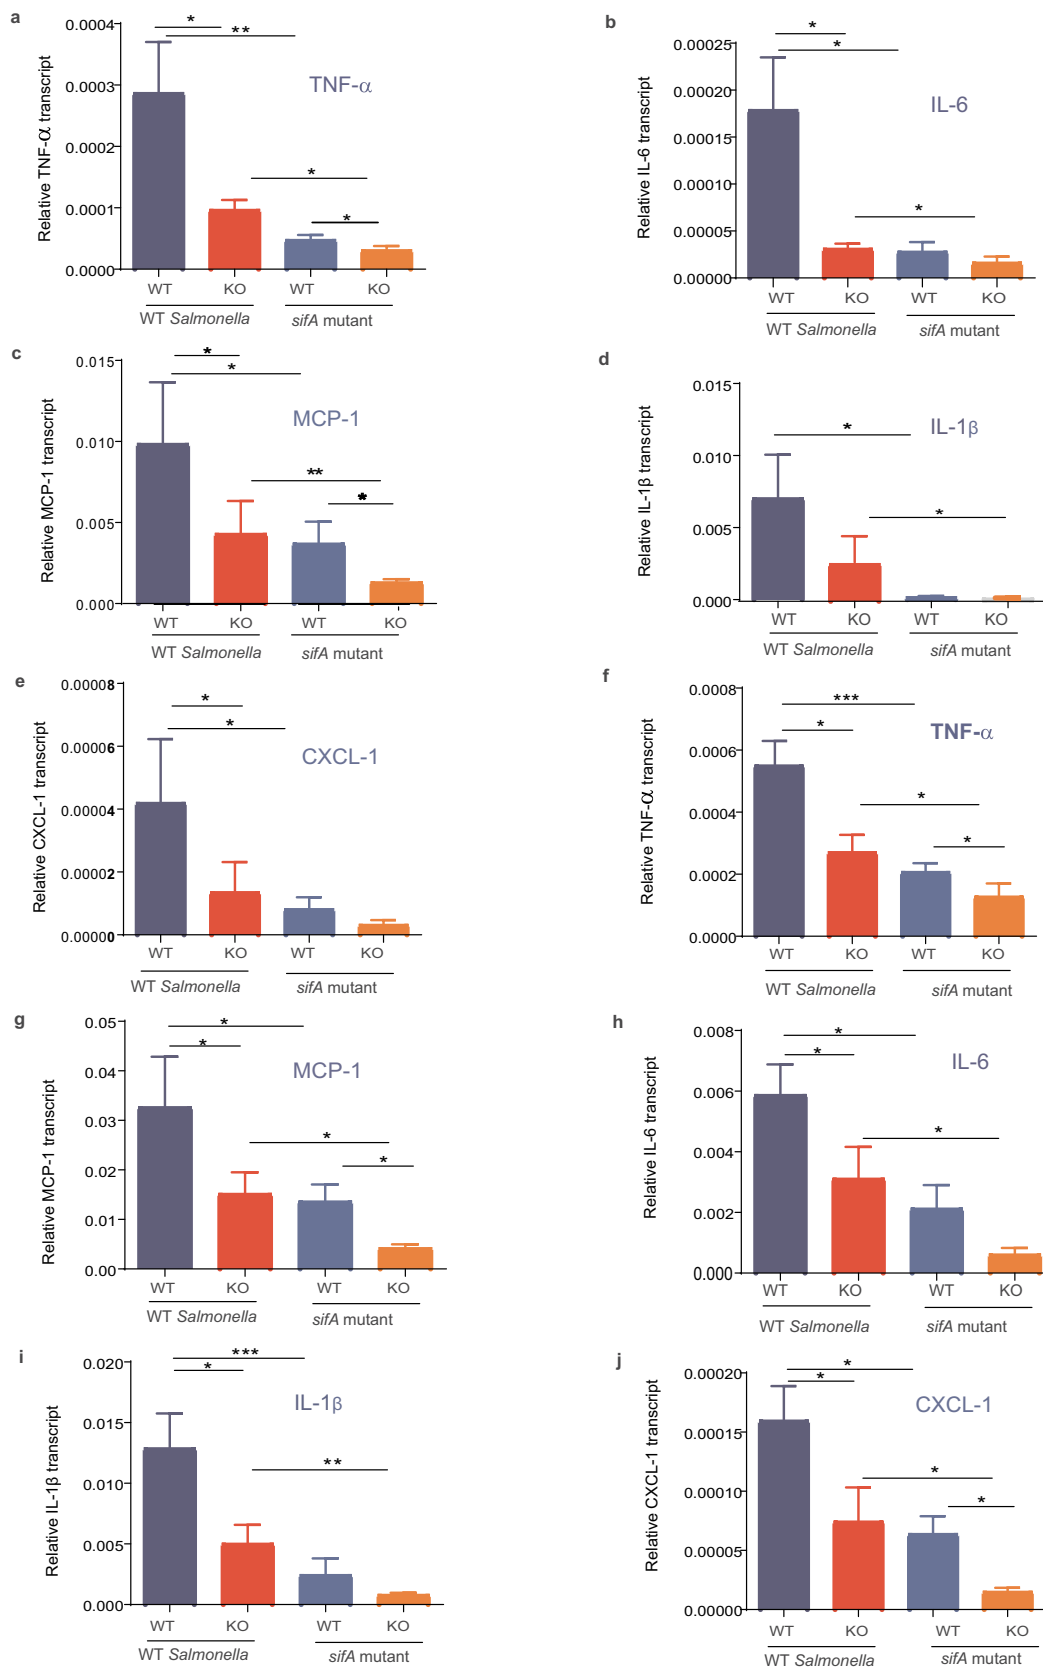 a
Relative TNF-α transcript
0.0004
0.0003
0.0002
0.0001
0.0000
*
**
*
*
TNF-α
WT
KO
WT
KO
WT Salmonella
sifA mutant
b
Relative IL-6 transcript
0.00025
0.00020
0.00015
0.00010
0.00005
0.00000
*
*
*
IL-6
WT
KO
WT
KO
WT Salmonella
sifA mutant
c
Relative MCP-1 transcript
0.015
0.010
0.005
0.000
*
*
**
*
MCP-1
WT
KO
WT
KO
WT Salmonella
sifA mutant
d
Relative IL-1β transcript
0.015
0.010
0.005
0.000
*
*
IL-1β
WT
KO
WT
KO
WT Salmonella
sifA mutant
e
Relative CXCL-1 transcript
0.00008
0.00006
0.00004
0.00002
0.00000
*
*
CXCL-1
WT
KO
WT
KO
WT Salmonella
sifA mutant
f
Relative TNF-α transcript
0.0008
0.0006
0.0004
0.0002
0.0000
***
*
*
*
TNF-α
WT
KO
WT
KO
WT Salmonella
sifA mutant
g
Relative MCP-1 transcript
0.05
0.04
0.03
0.02
0.01
0.00
*
*
*
*
MCP-1
WT
KO
WT
KO
WT Salmonella
sifA mutant
h
Relative IL-6 transcript
0.008
0.006
0.004
0.002
0.000
*
*
*
IL-6
WT
KO
WT
KO
WT Salmonella
sifA mutant
i
Relative IL-1β transcript
0.020
0.015
0.010
0.005
0.000
***
*
**
IL-1β
WT
KO
WT
KO
WT Salmonella
sifA mutant
j
Relative CXCL-1 transcript
0.00020
0.00015
0.00010
0.00005
0.00000
*
*
*
*
CXCL-1
WT
KO
WT
KO
WT Salmonella
sifA mutant